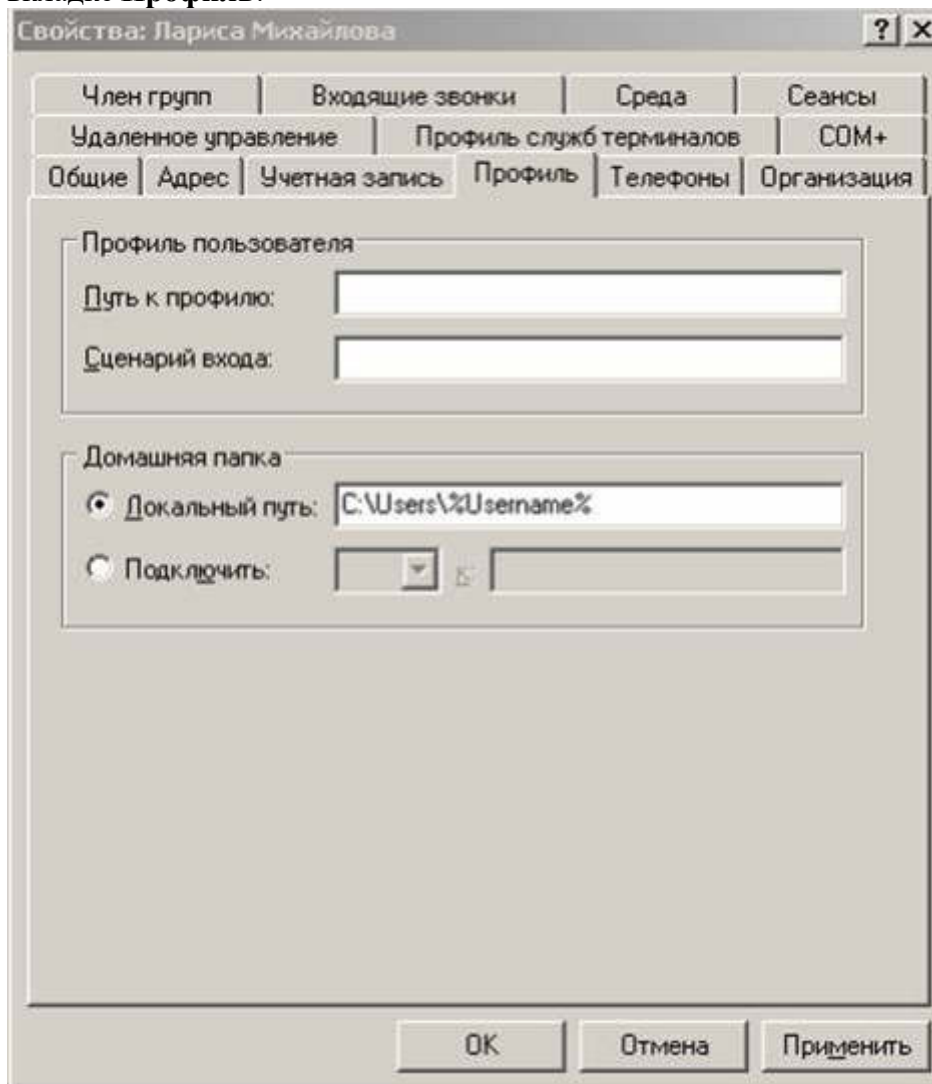 вкладке Профиль.
Свойства: Лариса Михайлова
Член групп Входящие звонки Среда Сеансы
Удаленное управление Профиль служб терминалов COM+
Общие Адрес Учетная запись Профиль Телефоны Организация
Профиль пользователя
Путь к профилю:
Сценарий входа:
Домашняя папка
Локальный путь: C:\Users\%Username%
Подключить: к:
OK Отмена Применить